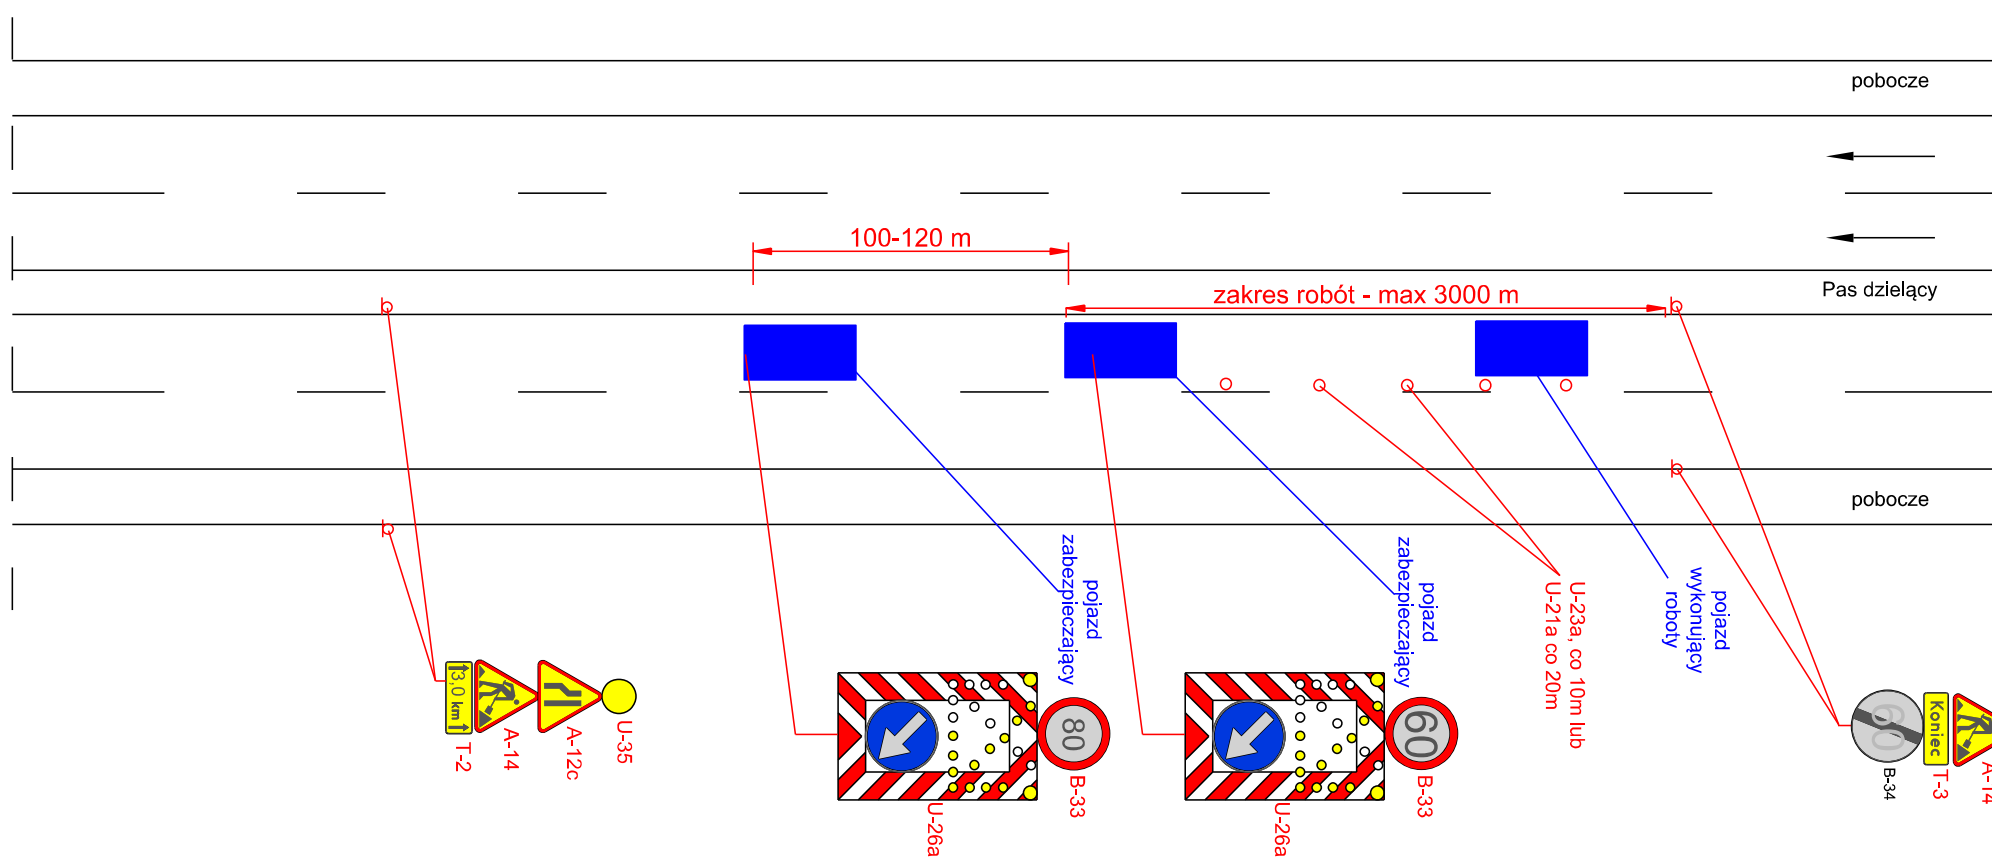 pobocze
100-120 m
Pas dzielący
zakres robót - max 3000 m
pobocze
pojazd
zabezpieczający
pojazd
zabezpieczający
U-23a, co 10m lub
U-21a co 20m
pojazd
wykonujący
roboty
3,0 km
T-2
A-14
A-12c
U-35
80
B-33
U-26a
60
B-33
U-26a
60
B-34
Koniec
T-3
A-14